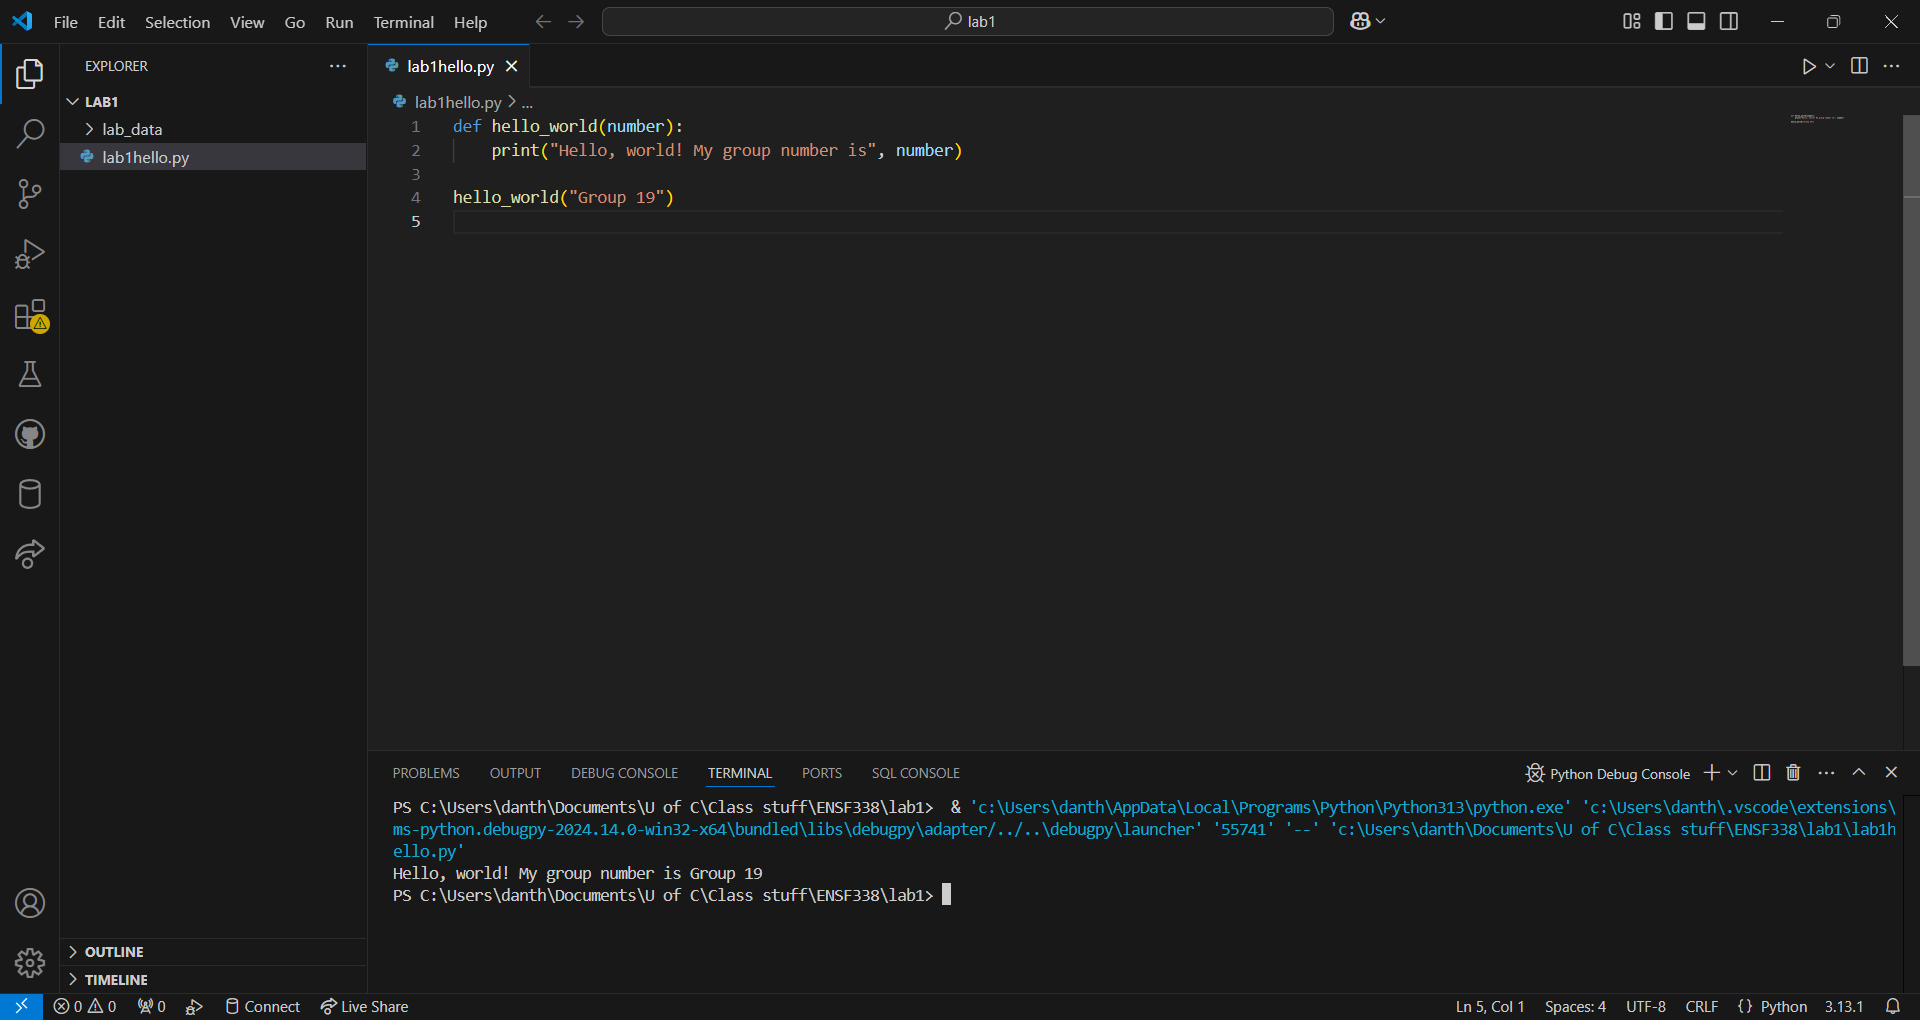 File Edit Selection View Go Run Terminal Help
lab1
EXPLORER
LAB1
lab_data
lab1hello.py
OUTLINE
TIMELINE
lab1hello.py
lab1hello.py > ...
1 def hello_world(number):
2 print("Hello, world! My group number is", number)
3
4 hello_world("Group 19")
5
PROBLEMS OUTPUT DEBUG CONSOLE TERMINAL PORTS SQL CONSOLE
Python Debug Console
PS C:\Users\danth\Documents\U of C\Class stuff\ENSF338\lab1>  & 'c:\Users\danth\AppData\Local\Programs\Python\Python313\python.exe' 'c:\Users\danth\.vscode\extensions\
ms-python.debugpy-2024.14.0-win32-x64\bundled\libs\debugpy\adapter/../..\debugpy\launcher' '55741' '--' 'c:\Users\danth\Documents\U of C\Class stuff\ENSF338\lab1\lab1h
ello.py'
Hello, world! My group number is Group 19
PS C:\Users\danth\Documents\U of C\Class stuff\ENSF338\lab1>
0 0 0 Connect Live Share
Ln 5, Col 1 Spaces: 4 UTF-8 CRLF {} Python 3.13.1